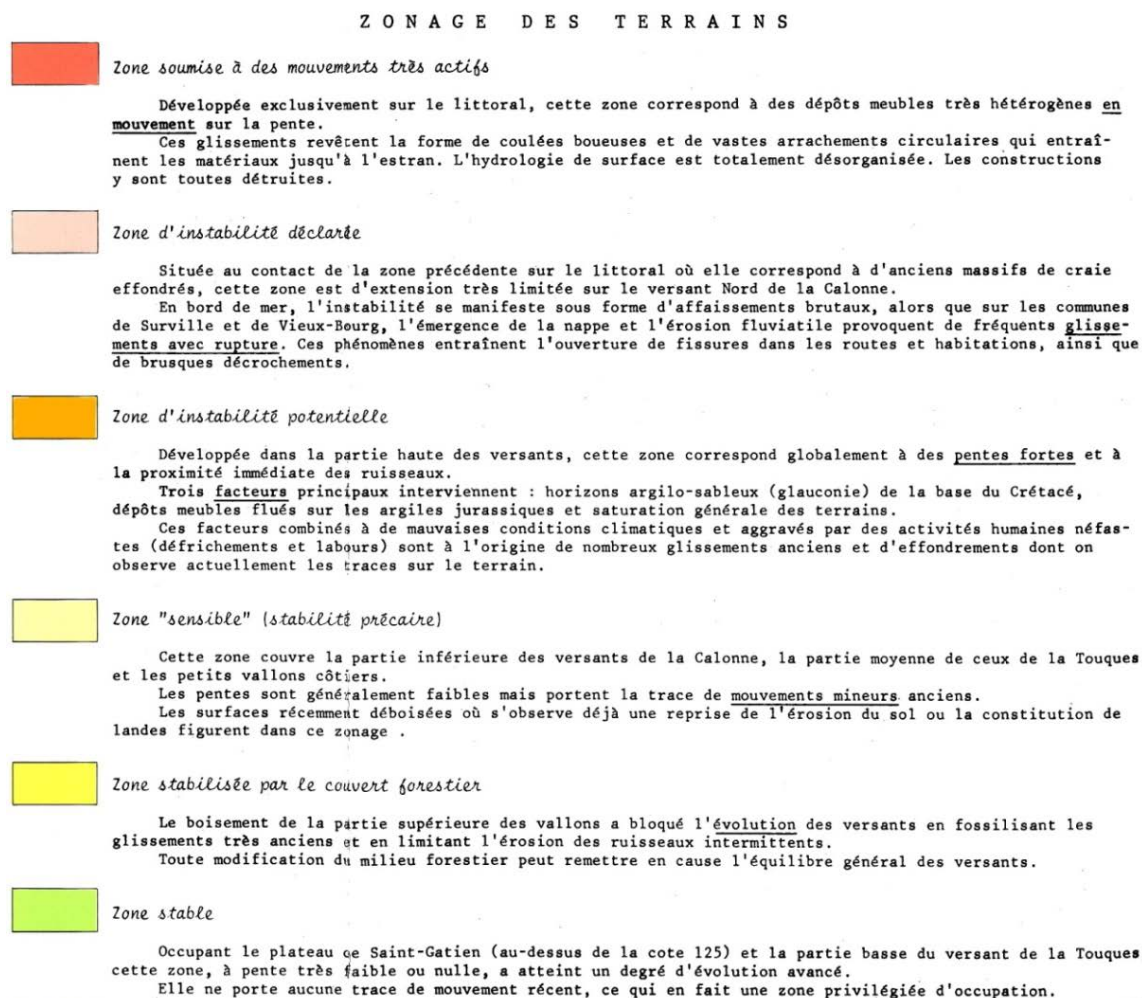 ZONAGE DES TERRAINS
Zone soumise à des mouvements très actifs
Développée exclusivement sur le littoral, cette zone correspond à des dépôts meubles très hétérogènes en
mouvement sur la pente.
Ces glissements revêtent la forme de coulées boueuses et de vastes arrachements circulaires qui entraî-
nent les matériaux jusqu'à l'estran. L'hydrologie de surface est totalement désorganisée. Les constructions
y sont toutes détruites.
Zone d'instabilité déclarée
Située au contact de la zone précédente sur le littoral où elle correspond à d'anciens massifs de craie
effondrés, cette zone est d'extension très limitée sur le versant Nord de la Calonne.
En bord de mer, l'instabilité se manifeste sous forme d'affaissements brutaux, alors que sur les communes
de Surville et de Vieux-Bourg, l'émergence de la nappe et l'érosion fluviatile provoquent de fréquents glisse-
ments avec rupture. Ces phénomènes entraînent l'ouverture de fissures dans les routes et habitations, ainsi que
de brusques décrochements.
Zone d'instabilité potentielle
Développée dans la partie haute des versants, cette zone correspond globalement à des pentes fortes et à
la proximité immédiate des ruisseaux.
Trois facteurs principaux interviennent : horizons argilo-sableux (glauconie) de la base du Crétacé,
dépôts meubles flués sur les argiles jurassiques et saturation générale des terrains.
Ces facteurs combinés à de mauvaises conditions climatiques et aggravés par des activités humaines néfas-
tes (défrichements et labours) sont à l'origine de nombreux glissements anciens et d'effondrements dont on
observe actuellement les traces sur le terrain.
Zone "sensible" (stabilité précaire)
Cette zone couvre la partie inférieure des versants de la Calonne, la partie moyenne de ceux de la Touques
et les petits vallons côtiers.
Les pentes sont généralement faibles mais portent la trace de mouvements mineurs anciens.
Les surfaces récemment déboisées où s'observe déjà une reprise de l'érosion du sol ou la constitution de
landes figurent dans ce zonage .
Zone stabilisée par le couvert forestier
Le boisement de la partie supérieure des vallons a bloqué l'évolution des versants en fossilisant les
glissements très anciens et en limitant l'érosion des ruisseaux intermittents.
Toute modification du milieu forestier peut remettre en cause l'équilibre général des versants.
Zone stable
Occupant le plateau de Saint-Gatien (au-dessus de la cote 125) et la partie basse du versant de la Touques
cette zone, à pente très faible ou nulle, a atteint un degré d'évolution avancé.
Elle ne porte aucune trace de mouvement récent, ce qui en fait une zone privilégiée d'occupation.